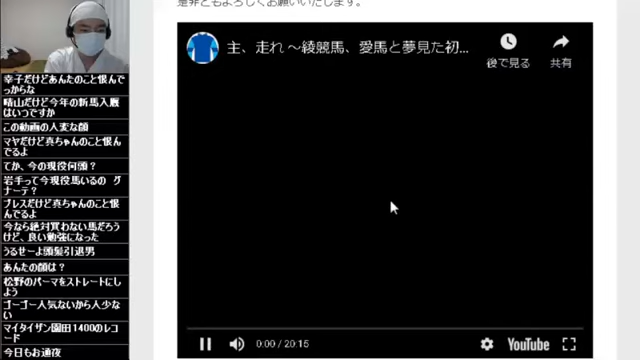 是非ともよろしくお願いいたします。
主、走れ ～綾競馬、愛馬と夢見た初...
後で見る
共有
幸子だけどあんたのこと恨んで
っからな
晴山だけど今年の新馬入厩
はいつですか
この動画の人変な顔
マヤだけど真ちゃんのこと恨ん
でるよ
てか、今の現役何頭？
岩手って今現役馬いるの グ
ナーテ？
ブレスだけど真ちゃんのこと恨
んでるよ
今なら絶対買わない馬だろう
けど、良い勉強になった
うるせーよ頭髪引退男
あんたの顔は？
松野のパーマをストレートにし
よう
ゴーゴー人気ないから人少な
い
マイタイザン園田1400のレコ
ード
今日もお通夜
0:00 / 20:15
YouTube